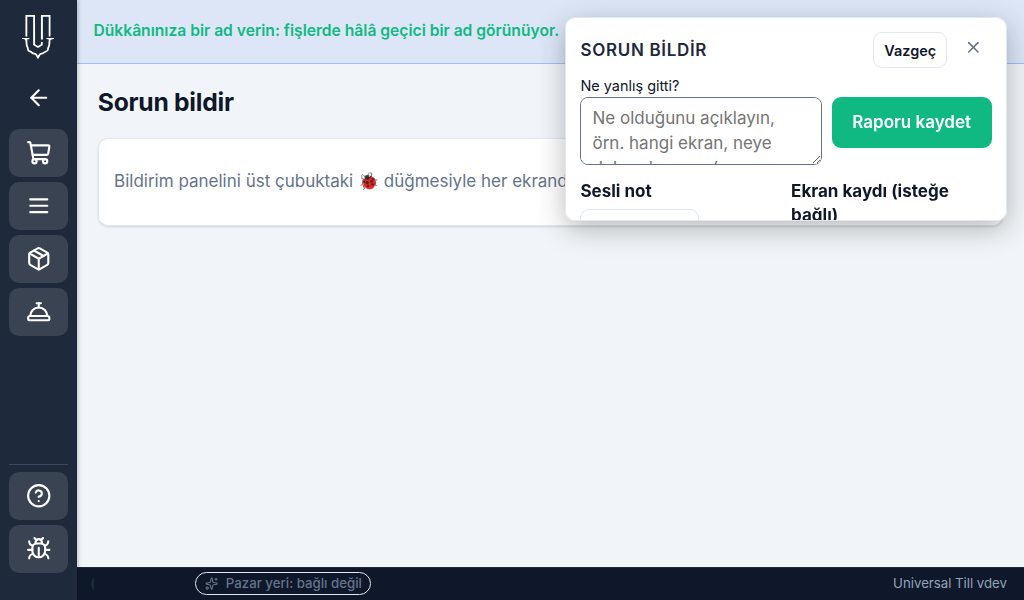 Dükkânınıza bir ad verin: fişlerde hâlâ geçici bir ad görünüyor.
SORUN BİLDİR
Vazgeç
Ne yanlış gitti?
Ne olduğunu açıklayın,
örn. hangi ekran, neye
Raporu kaydet
Sesli not
Ekran kaydı (isteğe
bağlı)
Sorun bildir
Bildirim panelini üst çubuktaki 🐞 düğmesiyle her ekrand
Pazar yeri: bağlı değil
Universal Till vdev